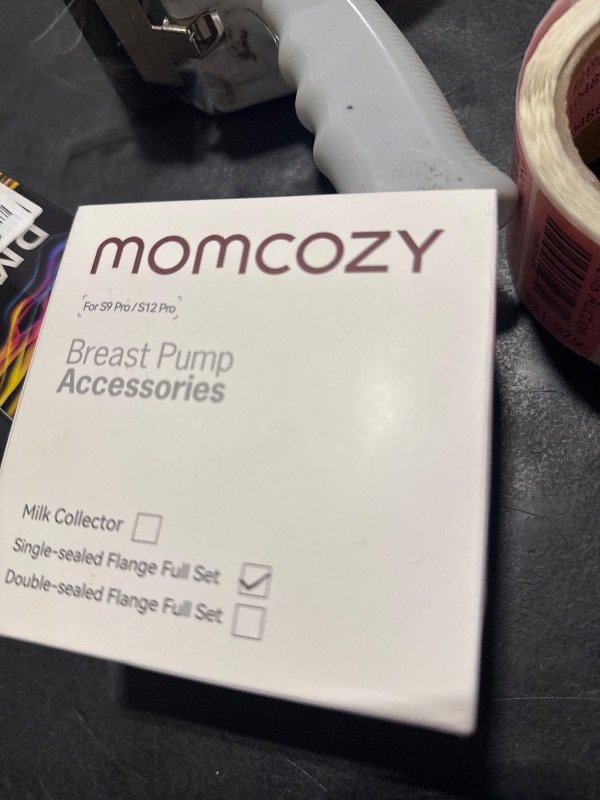 momcozy
For S9 Pro / S12 Pro
Breast Pump
Accessories
Milk Collector
Single-sealed Flange Full Set
Double-sealed Flange Full Set